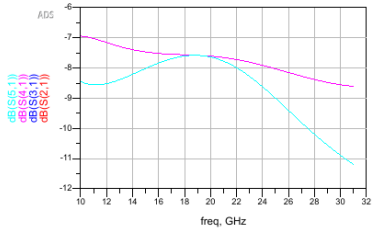 ADS
dB(S(5,1))
dB(S(4,1))
dB(S(3,1))
dB(S(2,1))
-6
-7
-8
-9
-10
-11
-12
10 12 14 16 18 20 22 24 26 28 30 32
freq, GHz